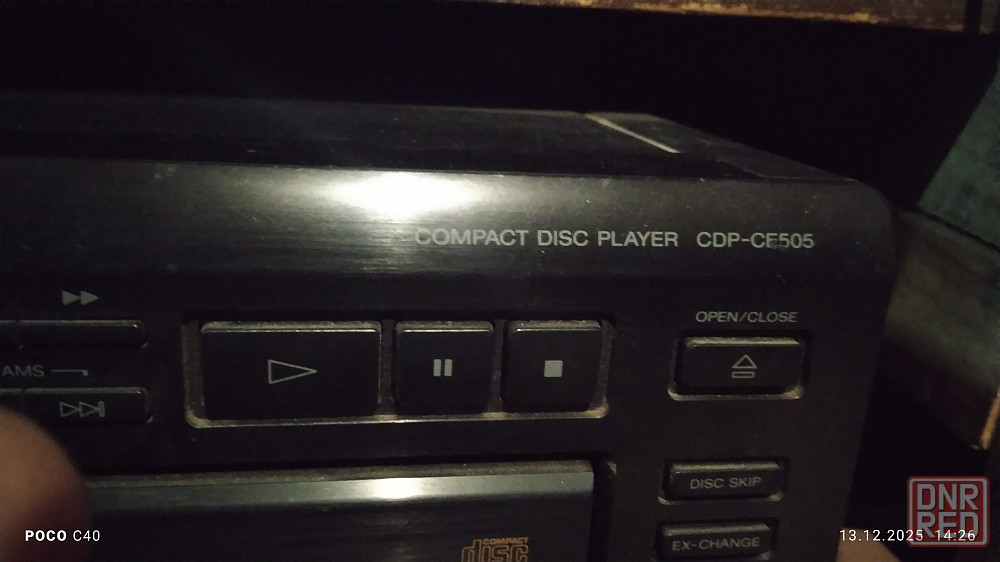 COMPACT DISC PLAYER CDP-CE505
OPEN/CLOSE
AMS
DISC SKIP
EX-CHANGE
COMPACT
disc
POCO C40
13.12.2025 14:26
DNR
RED